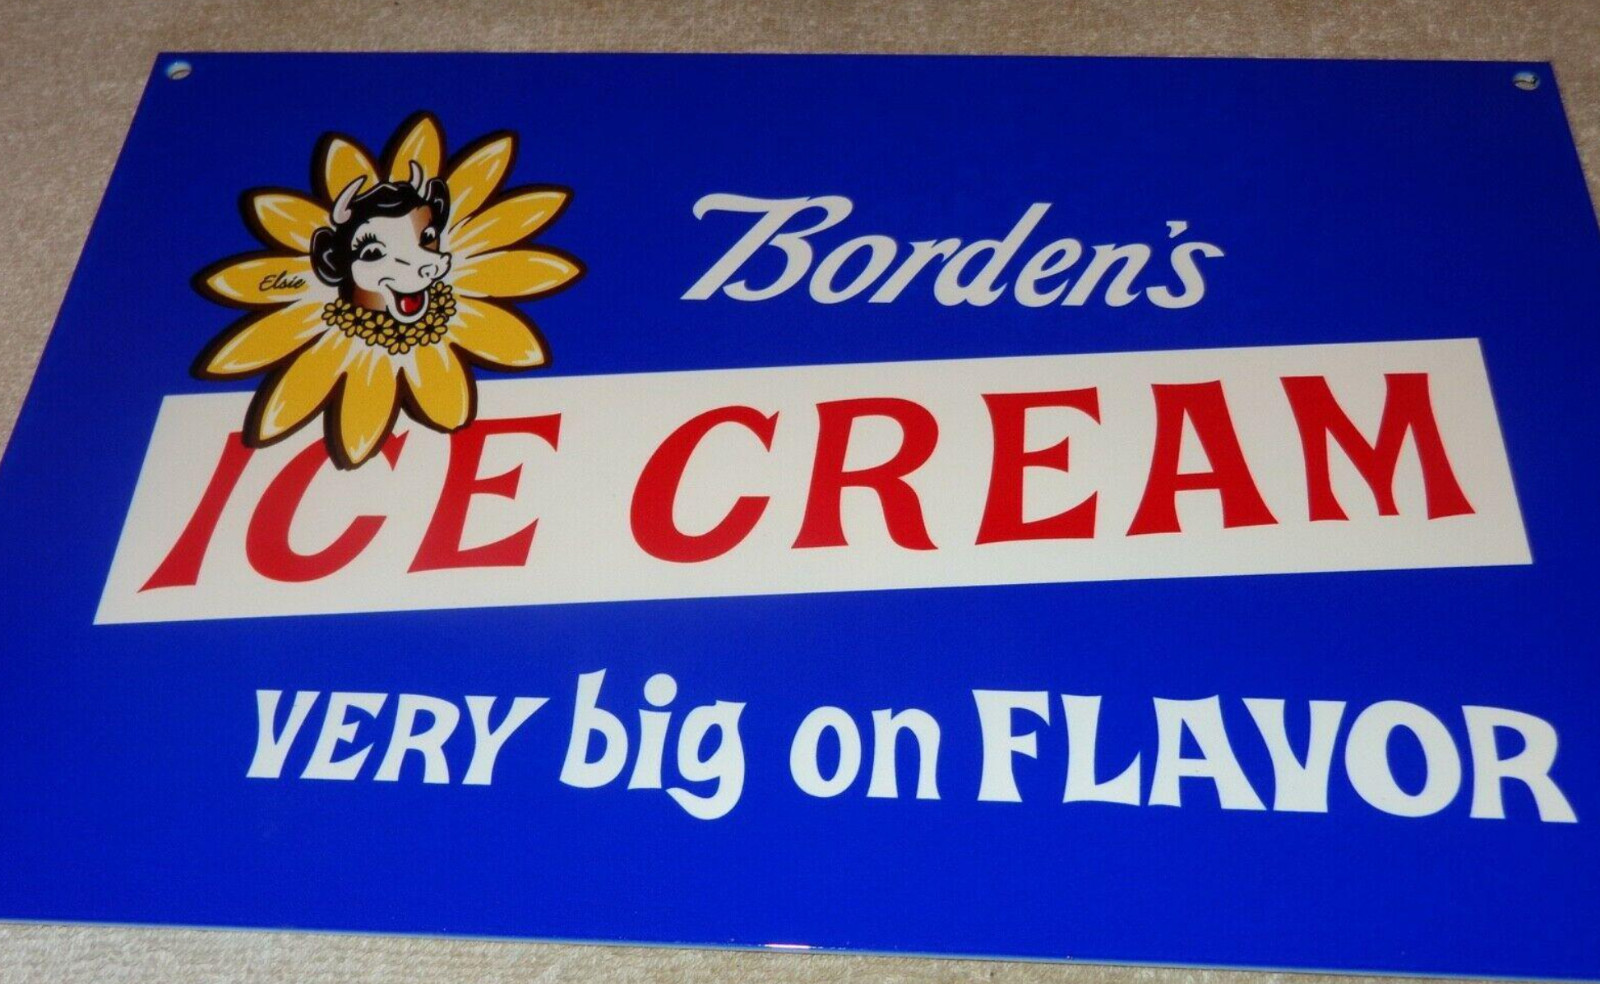 Elsie
Borden's
ICE CREAM
VERY big on FLAVOR